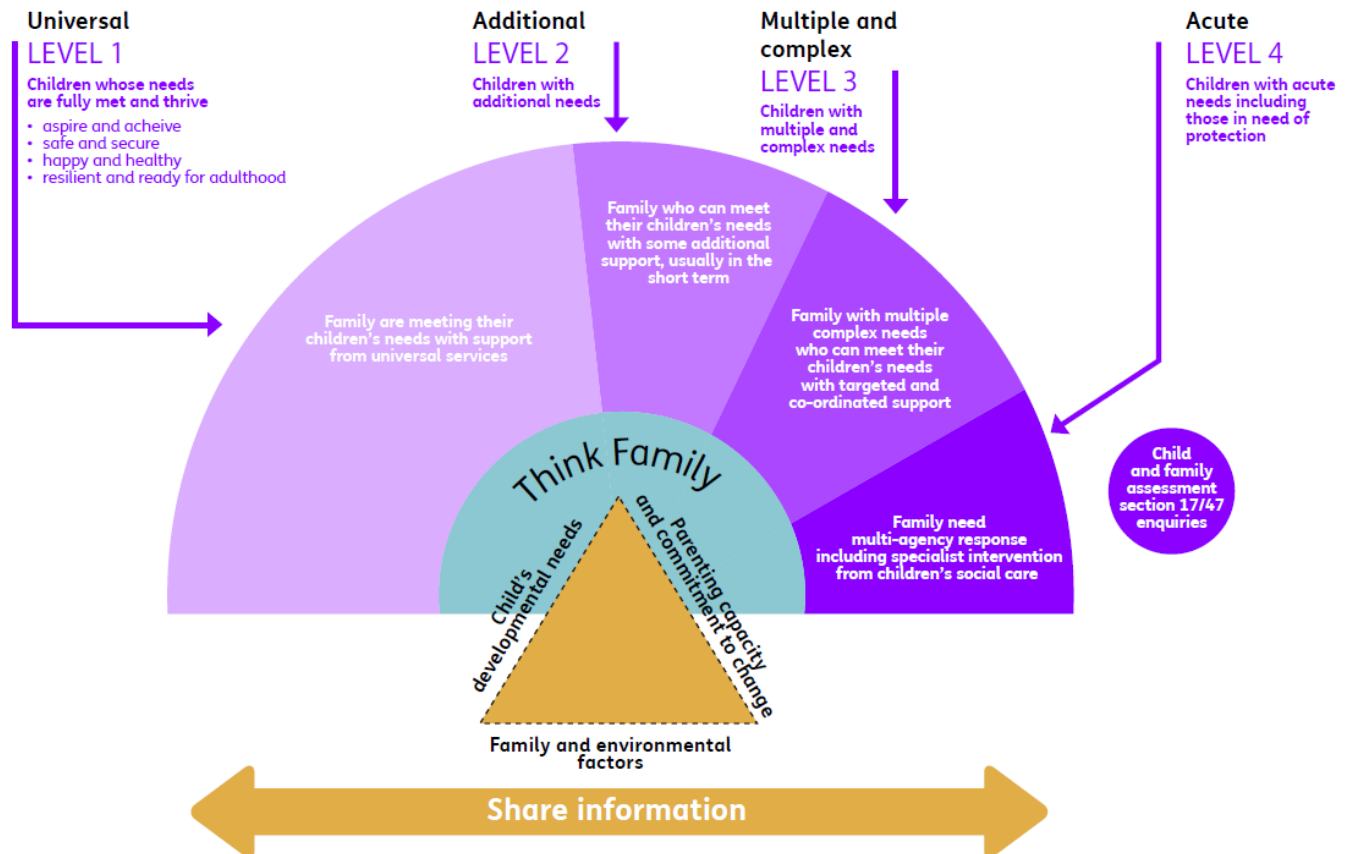 Universal
LEVEL 1
Children whose needs
are fully met and thrive
• aspire and acheive
• safe and secure
• happy and healthy
• resilient and ready for adulthood
Additional
LEVEL 2
Children with
additional needs
Multiple and
complex
LEVEL 3
Children with
multiple and
complex needs
Acute
LEVEL 4
Children with acute
needs including
those in need of
protection
Family are meeting their
children's needs with support
from universal services
Family who can meet
their children's needs
with some additional
support, usually in the
short term
Family with multiple
complex needs
who can meet their
children's needs
with targeted and
co-ordinated support
Family need
multi-agency response
including specialist intervention
from children's social care
Child
and family
assessment
section 17/47
enquiries
Think Family
Child's
developmental needs
Parenting capacity
and commitment to change
Family and environmental
factors
Share information